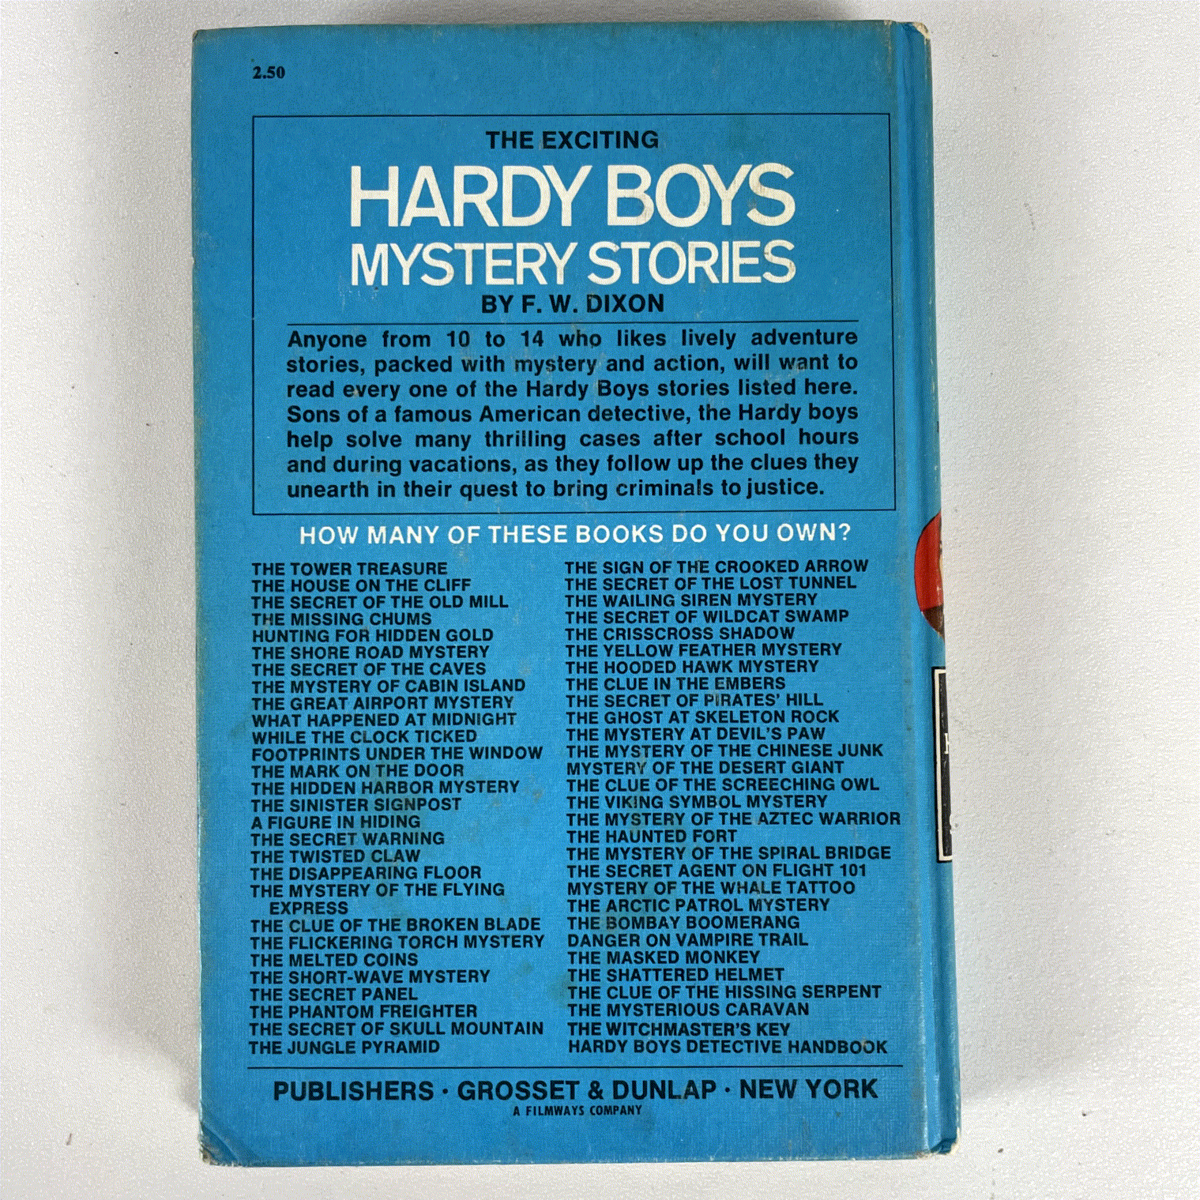 2.50
THE EXCITING
HARDY BOYS
MYSTERY STORIES
BY F. W. DIXON
Anyone from 10 to 14 who likes lively adventure
stories, packed with mystery and action, will want to
read every one of the Hardy Boys stories listed here.
Sons of a famous American detective, the Hardy boys
help solve many thrilling cases after school hours
and during vacations, as they follow up the clues they
unearth in their quest to bring criminals to justice.
HOW MANY OF THESE BOOKS DO YOU OWN?
THE TOWER TREASURE
THE HOUSE ON THE CLIFF
THE SECRET OF THE OLD MILL
THE MISSING CHUMS
HUNTING FOR HIDDEN GOLD
THE SHORE ROAD MYSTERY
THE SECRET OF THE CAVES
THE MYSTERY OF CABIN ISLAND
THE GREAT AIRPORT MYSTERY
WHAT HAPPENED AT MIDNIGHT
WHILE THE CLOCK TICKED
FOOTPRINTS UNDER THE WINDOW
THE MARK ON THE DOOR
THE HIDDEN HARBOR MYSTERY
THE SINISTER SIGNPOST
A FIGURE IN HIDING
THE SECRET WARNING
THE TWISTED CLAW
THE DISAPPEARING FLOOR
THE MYSTERY OF THE FLYING
EXPRESS
THE CLUE OF THE BROKEN BLADE
THE FLICKERING TORCH MYSTERY
THE MELTED COINS
THE SHORT-WAVE MYSTERY
THE SECRET PANEL
THE PHANTOM FREIGHTER
THE SECRET OF SKULL MOUNTAIN
THE JUNGLE PYRAMID
THE SIGN OF THE CROOKED ARROW
THE SECRET OF THE LOST TUNNEL
THE WAILING SIREN MYSTERY
THE SECRET OF WILDCAT SWAMP
THE CRISSCROSS SHADOW
THE YELLOW FEATHER MYSTERY
THE HOODED HAWK MYSTERY
THE CLUE IN THE EMBERS
THE SECRET OF PIRATES' HILL
THE GHOST AT SKELETON ROCK
THE MYSTERY AT DEVIL'S PAW
THE MYSTERY OF THE CHINESE JUNK
MYSTERY OF THE DESERT GIANT
THE CLUE OF THE SCREECHING OWL
THE VIKING SYMBOL MYSTERY
THE MYSTERY OF THE AZTEC WARRIOR
THE HAUNTED FORT
THE MYSTERY OF THE SPIRAL BRIDGE
THE SECRET AGENT ON FLIGHT 101
MYSTERY OF THE WHALE TATTOO
THE ARCTIC PATROL MYSTERY
THE BOMBAY BOOMERANG
DANGER ON VAMPIRE TRAIL
THE MASKED MONKEY
THE SHATTERED HELMET
THE CLUE OF THE HISSING SERPENT
THE MYSTERIOUS CARAVAN
THE WITCHMASTER'S KEY
HARDY BOYS DETECTIVE HANDBOOK
PUBLISHERS · GROSSET & DUNLAP · NEW YORK
A FILMWAYS COMPANY